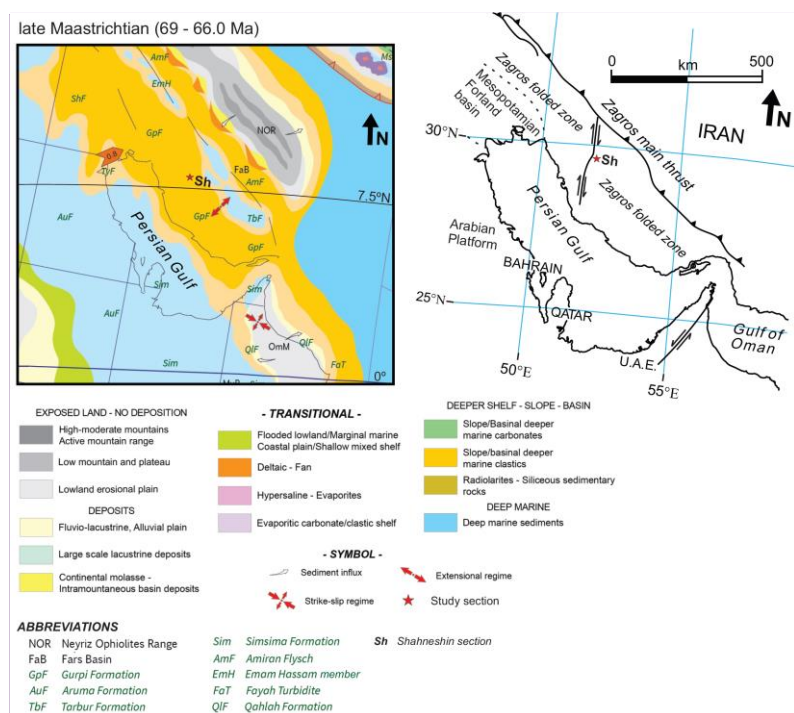 late Maastrichtian (69 - 66.0 Ma)
AmF
EmH
ShF
GpF
NOR
N
0.8
TyF
FaB
Sh
AmF
7.5°N
AuF
GpF
TbF
Persian Gulf
GpF
AuF
Sim
Sim
OmM
QlF
QlF
FaT
Sim
0°
0 500
km
N
Zagros folded zone
Mesopotamian
Forland
basin
Zagros main thrust
IRAN
30°N
Sh
Zagros folded zone
Persian Gulf
Arabian
Platform
BAHRAIN
25°N
QATAR
Gulf of
Oman
U.A.E.
50°E
55°E
EXPOSED LAND - NO DEPOSITION
High-moderate mountains
Active mountain range
Low mountain and plateau
Lowland erosional plain
DEPOSITS
Fluvio-lacustrine, Alluvial plain
Large scale lacustrine deposits
Continental molasse -
Intramountaneous basin deposits
- TRANSITIONAL -
Flooded lowland/Marginal marine
Coastal plain/Shallow mixed shelf
Deltaic - Fan
Hypersaline - Evaporites
Evaporitic carbonate/clastic shelf
DEEPER SHELF - SLOPE - BASIN
Slope/Basinal deeper
marine carbonates
Slope/basinal deeper
marine clastics
Radiolarites - Siliceous sedimentary
rocks
DEEP MARINE
Deep marine sediments
- SYMBOL -
Sediment influx
Extensional regime
Strike-slip regime
Study section
ABBREVIATIONS
NOR Neyriz Ophiolites Range
FaB Fars Basin
GpF Gurpi Formation
AuF Aruma Formation
TbF Tarbur Formation
Sim Simsima Formation
AmF Amiran Flysch
EmH Emam Hassam member
FaT Fayah Turbidite
QlF Qahlah Formation
Sh Shahneshin section